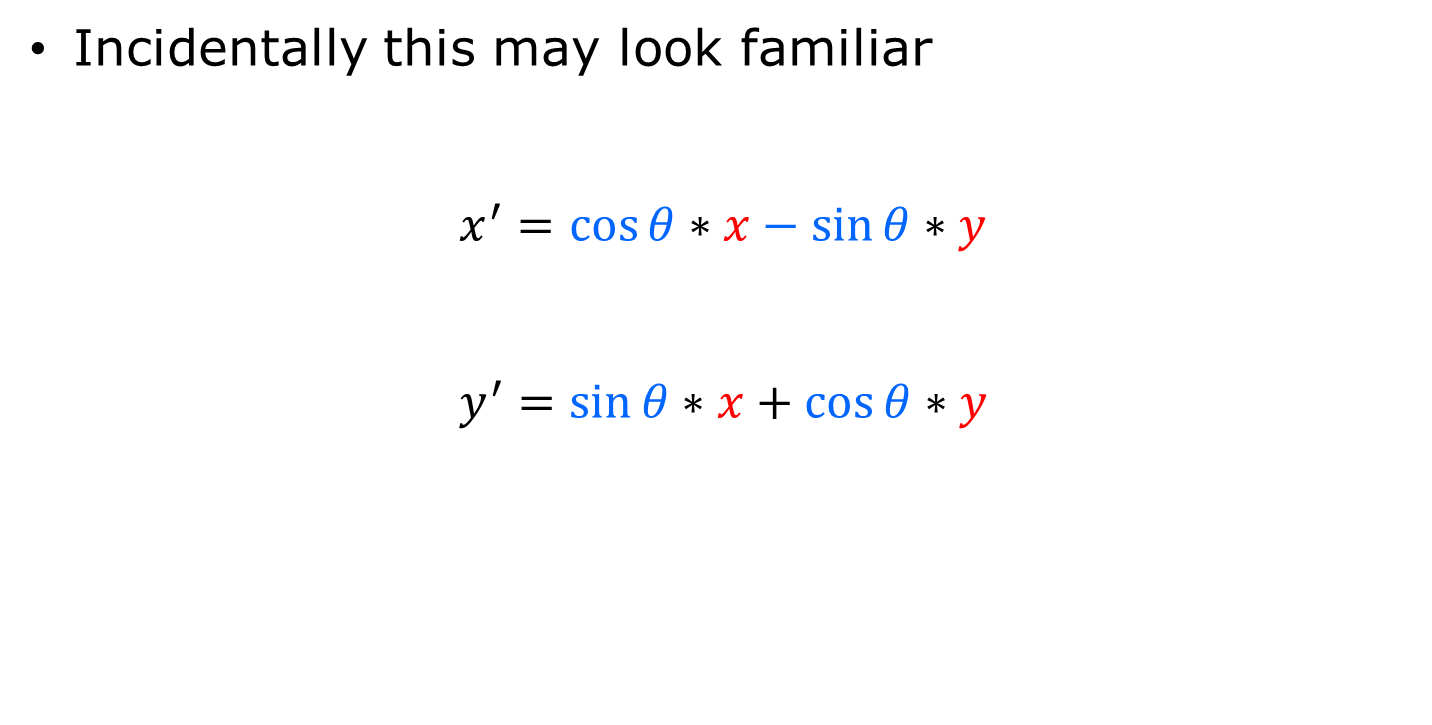 • Incidentally this may look familiar
x′ = cos θ ∗ x − sin θ ∗ y
y′ = sin θ ∗ x + cos θ ∗ y